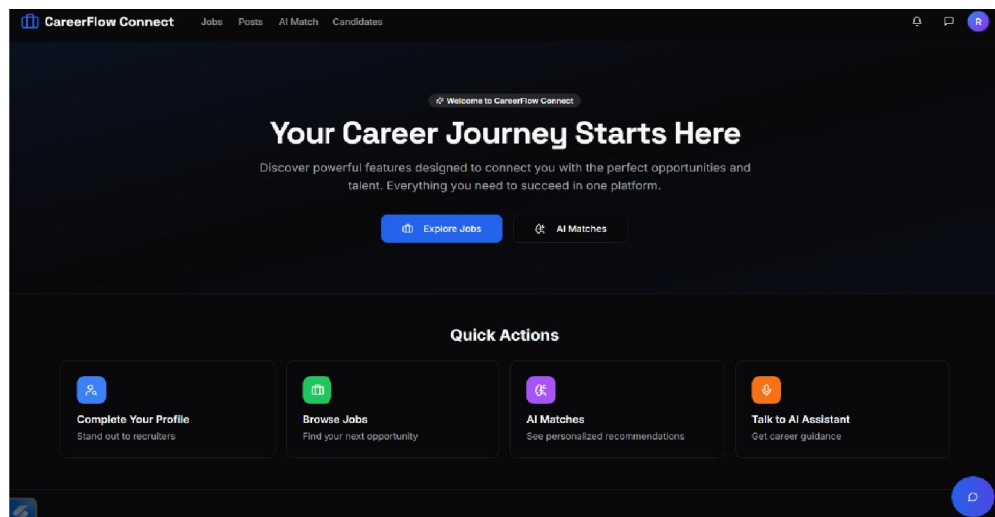 CareerFlow Connect Jobs Posts AI Match Candidates R
Welcome to CareerFlow Connect
Your Career Journey Starts Here
Discover powerful features designed to connect you with the perfect opportunities and
talent. Everything you need to succeed in one platform.
Explore Jobs AI Matches
Quick Actions
Complete Your Profile
Stand out to recruiters
Browse Jobs
Find your next opportunity
AI Matches
See personalized recommendations
Talk to AI Assistant
Get career guidance